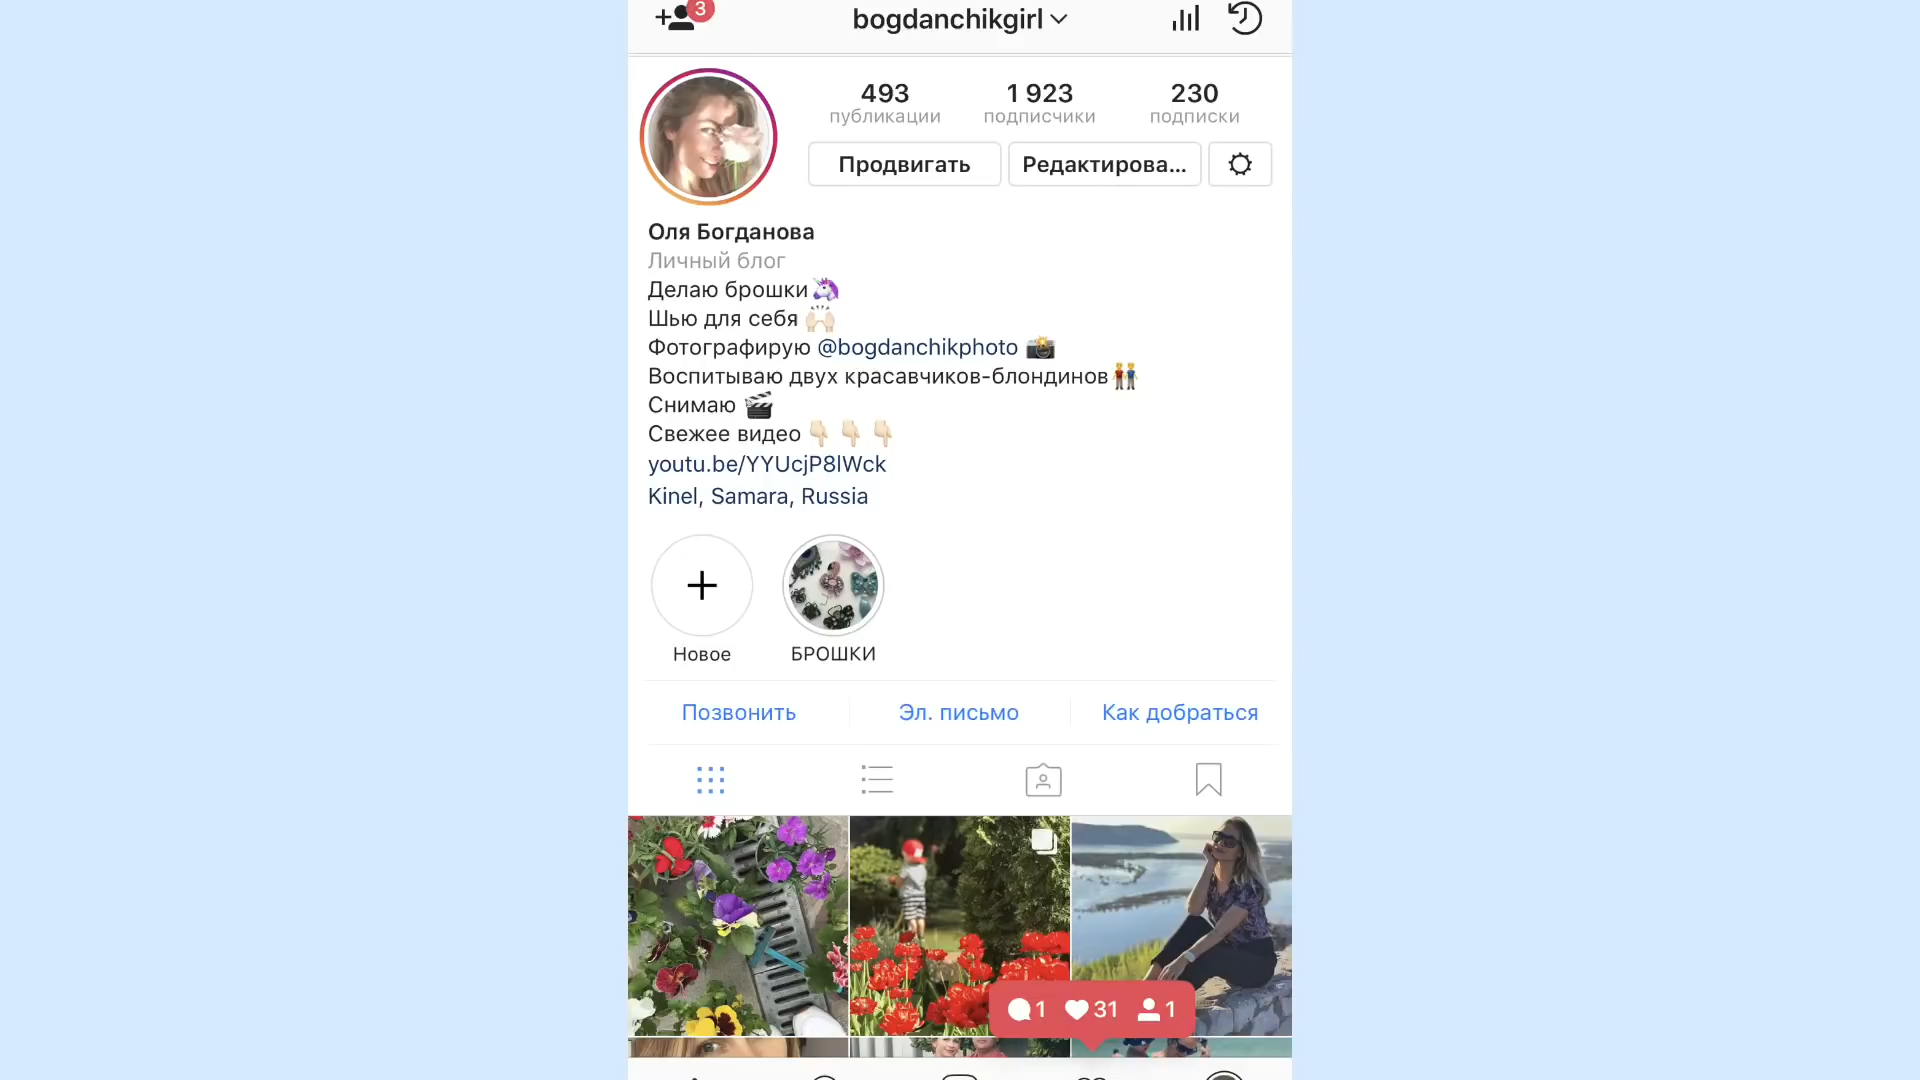 3
bogdanchikgirl
493 1 923 230
публикации подписчики подписки
Продвигать Редактирова...
Оля Богданова
Личный блог
Делаю брошки🦄
Шью для себя 🙌🏻
Фотографирую @bogdanchikphoto 📸
Воспитываю двух красавчиков-блондинов👬
Снимаю 🎬
Свежее видео 👇🏻 👇🏻 👇🏻
youtu.be/YYUcjP8lWck
Kinel, Samara, Russia
Новое БРОШКИ
Позвонить Эл. письмо Как добраться
1 31 1